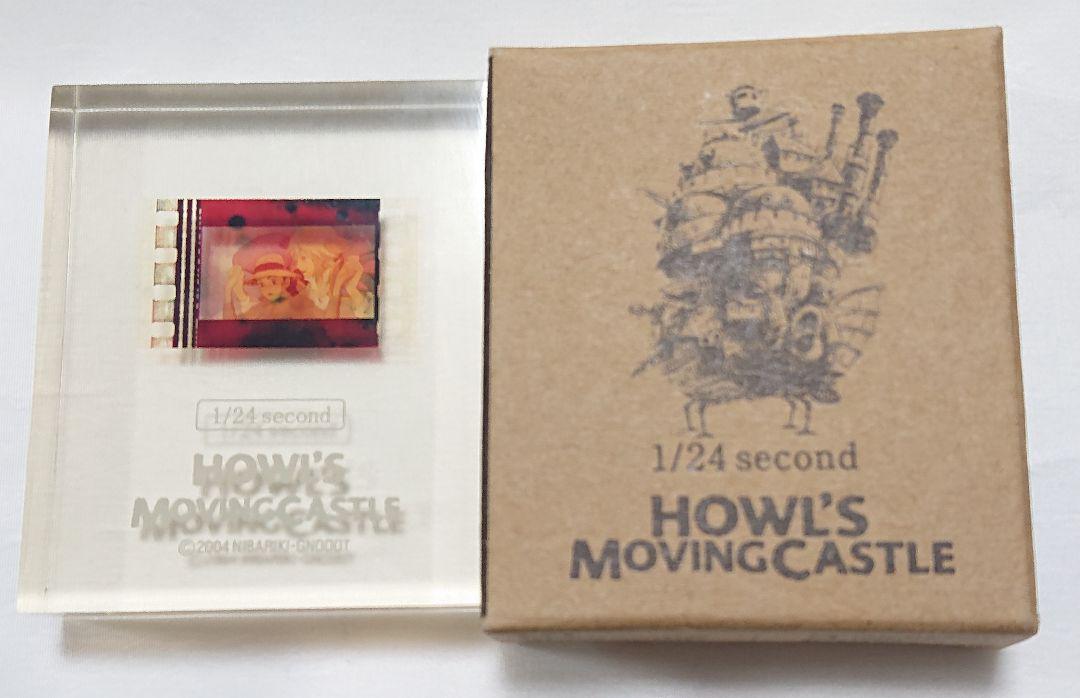 1/24 second
HOWL'S
MOVINGCASTLE
©2004 NIBARIKI·GNDDDT
1/24 second
HOWL'S
MOVINGCASTLE